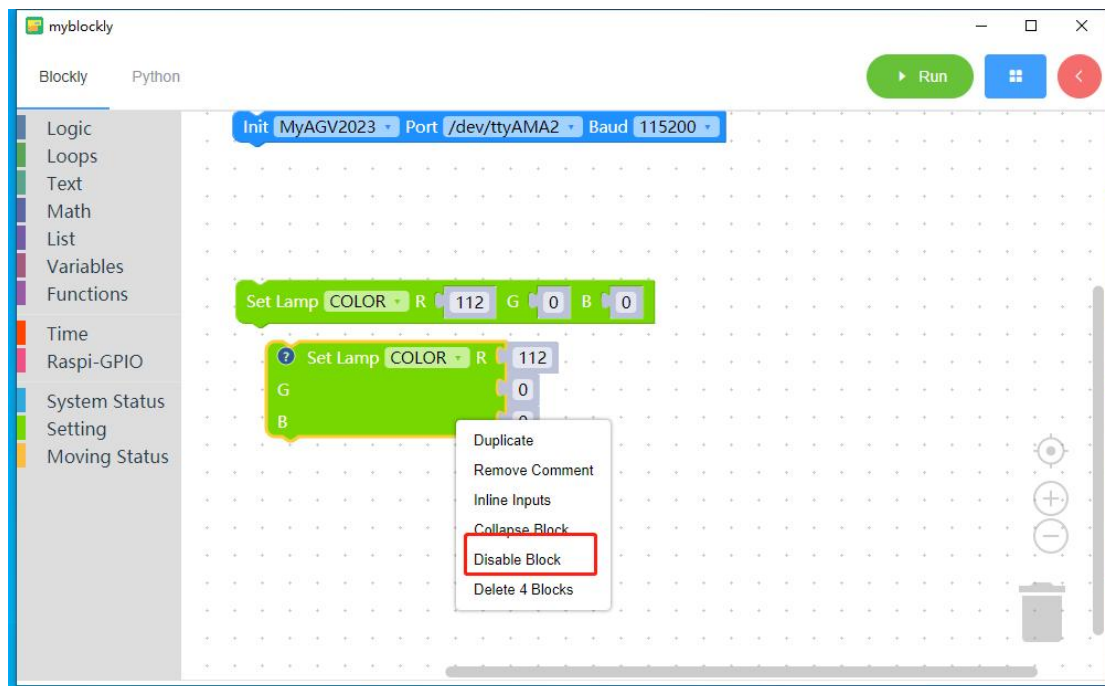 myblockly
Blockly Python
Run
Logic
Loops
Text
Math
List
Variables
Functions
Time
Raspi-GPIO
System Status
Setting
Moving Status
Init MyAGV2023 Port /dev/ttyAMA2 Baud 115200
Set Lamp COLOR R 112 G 0 B 0
? Set Lamp COLOR R 112
G 0
B 0
Duplicate
Remove Comment
Inline Inputs
Collapse Block
Disable Block
Delete 4 Blocks